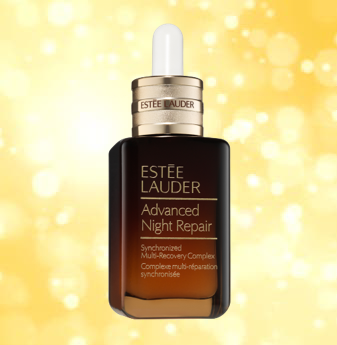 ESTĒE LAUDER
ESTĒE
LAUDER
Advanced
Night Repair
Synchronized
Multi-Recovery Complex
Complexe multi-réparation
synchronisée